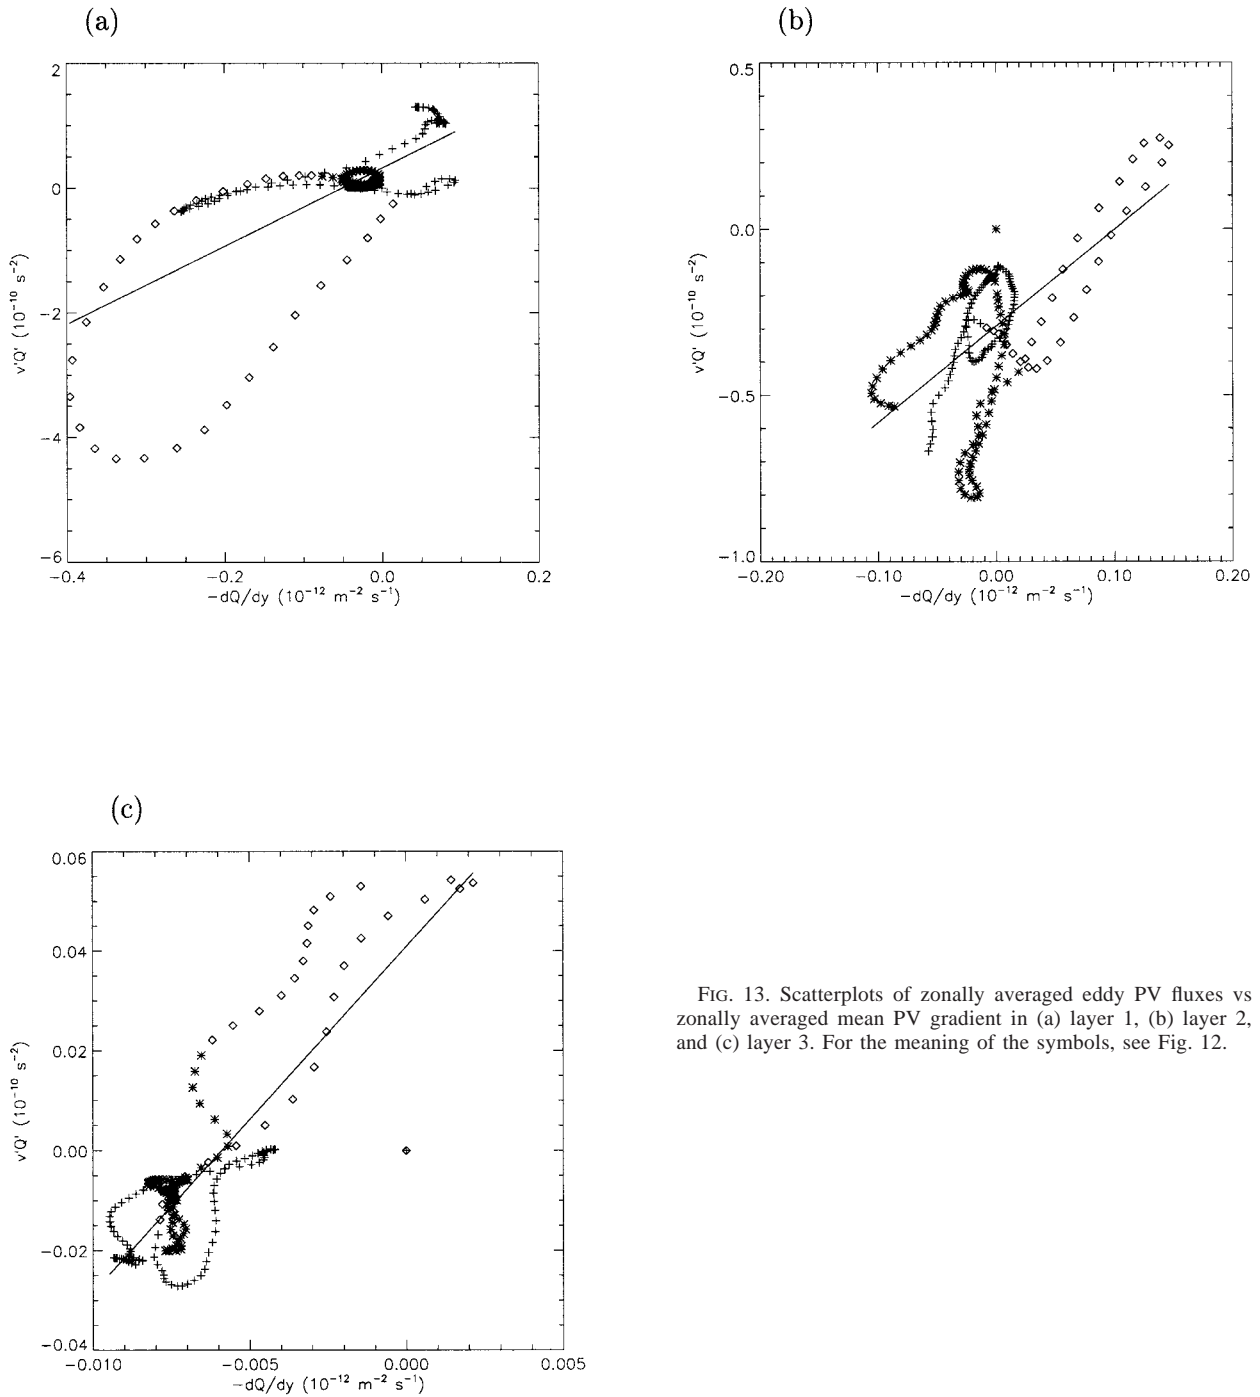 (a)
2
0
−2
−4
−6
v'Q' (10⁻¹⁰ s⁻²)
−0.4
−0.2
0.0
0.2
−dQ/dy (10⁻¹² m⁻² s⁻¹)
(b)
0.5
0.0
−0.5
−1.0
v'Q' (10⁻¹⁰ s⁻²)
−0.20
−0.10
0.00
0.10
0.20
−dQ/dy (10⁻¹² m⁻² s⁻¹)
(c)
0.06
0.04
0.02
0.00
−0.02
−0.04
v'Q' (10⁻¹⁰ s⁻²)
−0.010
−0.005
0.000
0.005
−dQ/dy (10⁻¹² m⁻² s⁻¹)
FIG. 13. Scatterplots of zonally averaged eddy PV fluxes vs
zonally averaged mean PV gradient in (a) layer 1, (b) layer 2,
and (c) layer 3. For the meaning of the symbols, see Fig. 12.